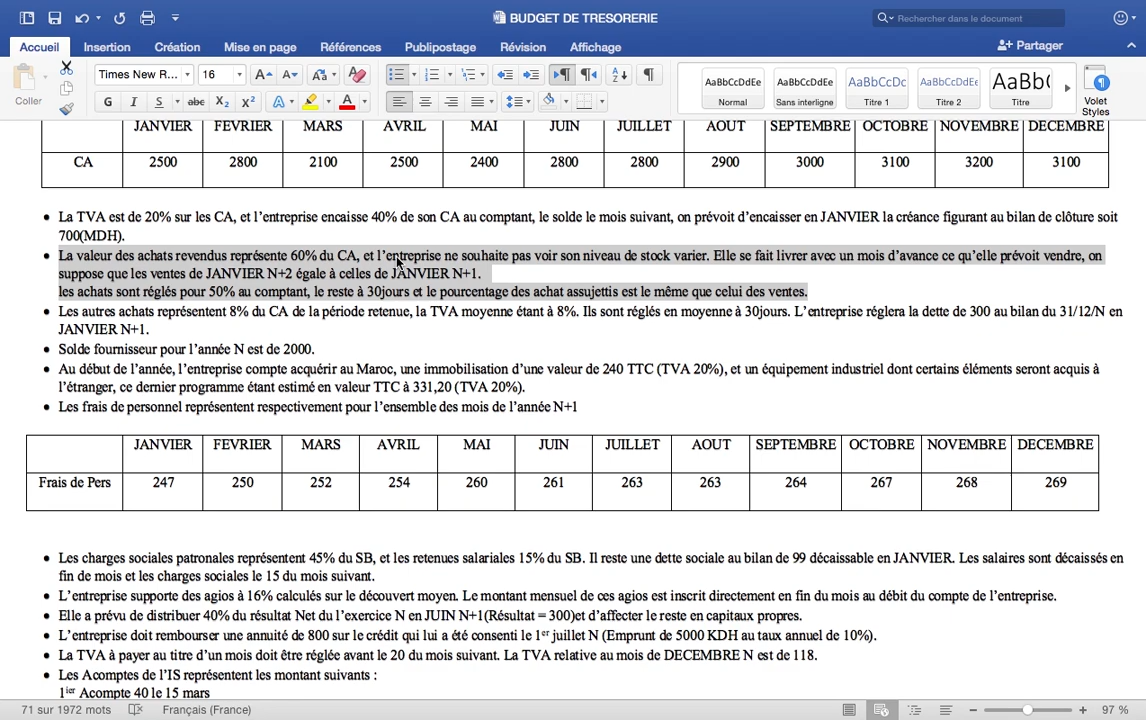 BUDGET DE TRESORERIE
Rechercher dans le document
Accueil Insertion Création Mise en page Références Publipostage Révision Affichage Partager
Coller
Times New R... 16
AaBbCcDdEe AaBbCcDdEe AaBbCcDc AaBbCcDdEe AaBb(
Normal Sans interligne Titre 1 Titre 2 Titre
Volet
Styles
JANVIER FEVRIER MARS AVRIL MAI JUIN JUILLET AOUT SEPTEMBRE OCTOBRE NOVEMBRE DECEMBRE
CA 2500 2800 2100 2500 2400 2800 2800 2900 3000 3100 3200 3100
• La TVA est de 20% sur les CA, et l'entreprise encaisse 40% de son CA au comptant, le solde le mois suivant, on prévoit d'encaisser en JANVIER la créance figurant au bilan de clôture soit
700(MDH).
• La valeur des achats revendus représente 60% du CA, et l'entreprise ne souhaite pas voir son niveau de stock varier. Elle se fait livrer avec un mois d'avance ce qu'elle prévoit vendre, on
suppose que les ventes de JANVIER N+2 égale à celles de JANVIER N+1.
les achats sont réglés pour 50% au comptant, le reste à 30jours et le pourcentage des achat assujettis est le même que celui des ventes.
• Les autres achats représentent 8% du CA de la période retenue, la TVA moyenne étant à 8%. Ils sont réglés en moyenne à 30jours. L'entreprise réglera la dette de 300 au bilan du 31/12/N en
JANVIER N+1.
• Solde fournisseur pour l'année N est de 2000.
• Au début de l'année, l'entreprise compte acquérir au Maroc, une immobilisation d'une valeur de 240 TTC (TVA 20%), et un équipement industriel dont certains éléments seront acquis à
l'étranger, ce dernier programme étant estimé en valeur TTC à 331,20 (TVA 20%).
• Les frais de personnel représentent respectivement pour l'ensemble des mois de l'année N+1
JANVIER FEVRIER MARS AVRIL MAI JUIN JUILLET AOUT SEPTEMBRE OCTOBRE NOVEMBRE DECEMBRE
Frais de Pers 247 250 252 254 260 261 263 263 264 267 268 269
• Les charges sociales patronales représentent 45% du SB, et les retenues salariales 15% du SB. Il reste une dette sociale au bilan de 99 décaissable en JANVIER. Les salaires sont décaissés en
fin de mois et les charges sociales le 15 du mois suivant.
• L'entreprise supporte des agios à 16% calculés sur le découvert moyen. Le montant mensuel de ces agios est inscrit directement en fin du mois au débit du compte de l'entreprise.
• Elle a prévu de distribuer 40% du résultat Net du l'exercice N en JUIN N+1(Résultat = 300)et d'affecter le reste en capitaux propres.
• L'entreprise doit rembourser une annuité de 800 sur le crédit qui lui a été consenti le 1er juillet N (Emprunt de 5000 KDH au taux annuel de 10%).
• La TVA à payer au titre d'un mois doit être réglée avant le 20 du mois suivant. La TVA relative au mois de DECEMBRE N est de 118.
• Les Acomptes de l'IS représentent les montant suivants :
1ier Acompte 40 le 15 mars
71 sur 1972 mots Français (France) 97 %